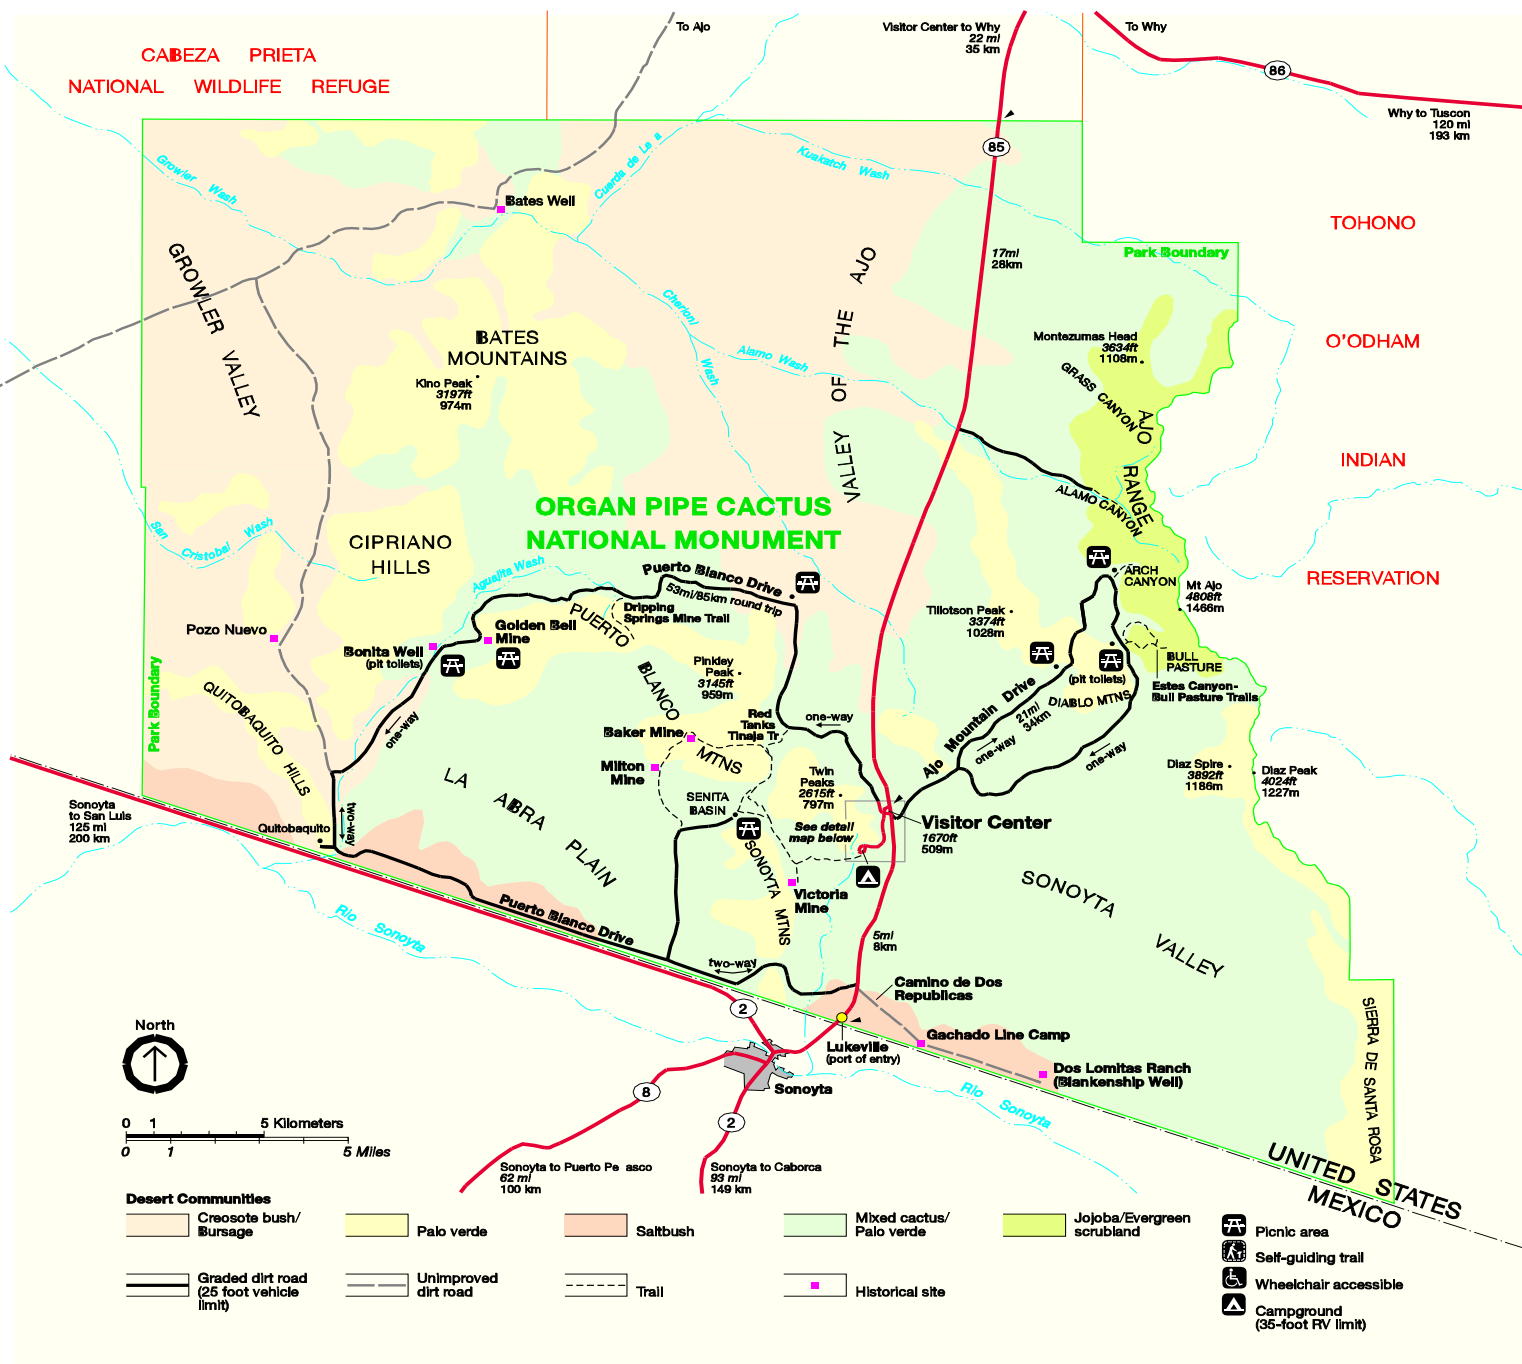 To Ajo
Visitor Center to Why
22 mi
35 km
To Why
CABEZA PRIETA
NATIONAL WILDLIFE REFUGE
86
Why to Tuscon
120 mi
193 km
85
Growler Wash
Cuerda de Le a
Kuakatch Wash
Bates Well
TOHONO
O'ODHAM
INDIAN
RESERVATION
Park Boundary
17mi
28km
GROWLER VALLEY
VALLEY OF THE AJO
Cherioni Wash
Alamo Wash
BATES
MOUNTAINS
Kino Peak
3197ft
974m
Montezumas Head
3634ft
1108m
GRASS CANYON
AJO RANGE
ALAMO CANYON
ORGAN PIPE CACTUS
NATIONAL MONUMENT
San Cristobal Wash
CIPRIANO
HILLS
Aguajita Wash
Puerto Blanco Drive
53mi/85km round trip
ARCH
CANYON
Mt Ajo
4808ft
1466m
Tillotson Peak
3374ft
1028m
Dripping
Springs Mine Trail
PUERTO BLANCO MTNS
Golden Bell
Mine
Pozo Nuevo
Bonita Well
(pit toilets)
Pinkley
Peak
3145ft
959m
(pit toilets)
BULL
PASTURE
Estes Canyon-
Bull Pasture Trails
DIABLO MTNS
Park Boundary
QUITOBAQUITO HILLS
one-way
Red
Tanks
Tinaja Tr
one-way
Ajo Mountain Drive
21mi
34km
one-way
one-way
Baker Mine
Milton
Mine
LA ABRA PLAIN
SENITA
BASIN
Twin
Peaks
2615ft
797m
Diaz Spire
3892ft
1186m
Diaz Peak
4024ft
1227m
Sonoyta
to San Luis
125 mi
200 km
Quitobaquito
two-way
See detail
map below
Visitor Center
1670ft
509m
SONOYTA MTNS
Victoria
Mine
SONOYTA VALLEY
Puerto Blanco Drive
Rio Sonoyta
5mi
8km
two-way
Camino de Dos
Republicas
2
North
Lukeville
(port of entry)
Gachado Line Camp
Dos Lomitas Ranch
(Blankenship Well)
SIERRA DE SANTA ROSA
Sonoyta
8
2
Rio Sonoyta
0 1 5 Kilometers
0 1 5 Miles
Sonoyta to Puerto Pe asco
62 mi
100 km
Sonoyta to Caborca
93 mi
149 km
UNITED STATES
MEXICO
Desert Communities
Creosote bush/
Bursage
Palo verde
Saltbush
Mixed cactus/
Palo verde
Jojoba/Evergreen
scrubland
Graded dirt road
(25 foot vehicle
limit)
Unimproved
dirt road
Trail
Historical site
Picnic area
Self-guiding trail
Wheelchair accessible
Campground
(35-foot RV limit)